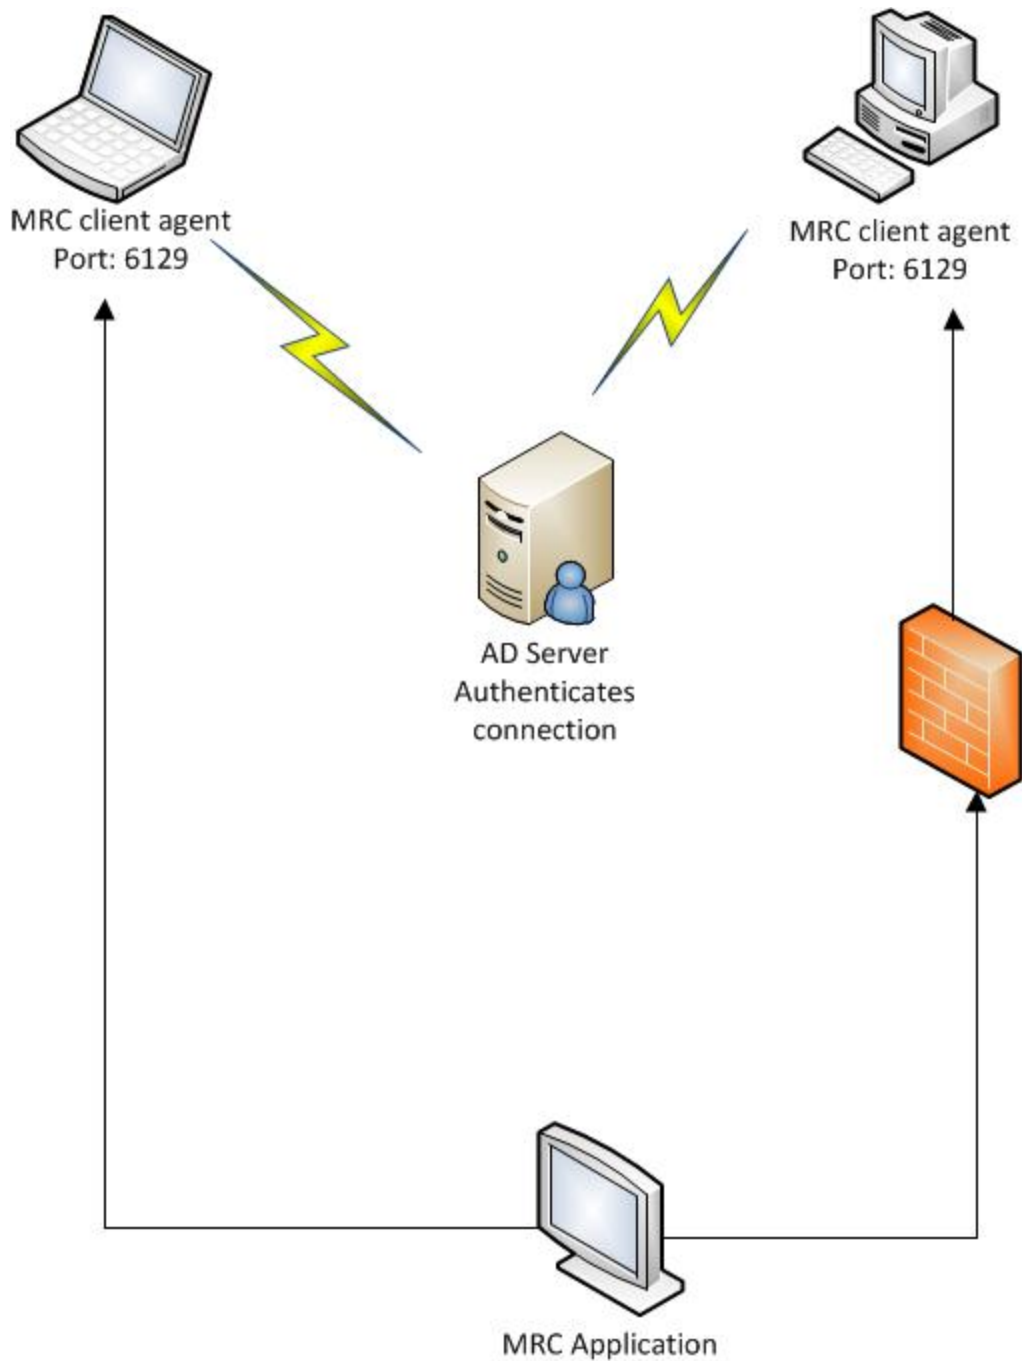 MRC client agent
Port: 6129
MRC client agent
Port: 6129
AD Server
Authenticates
connection
MRC Application